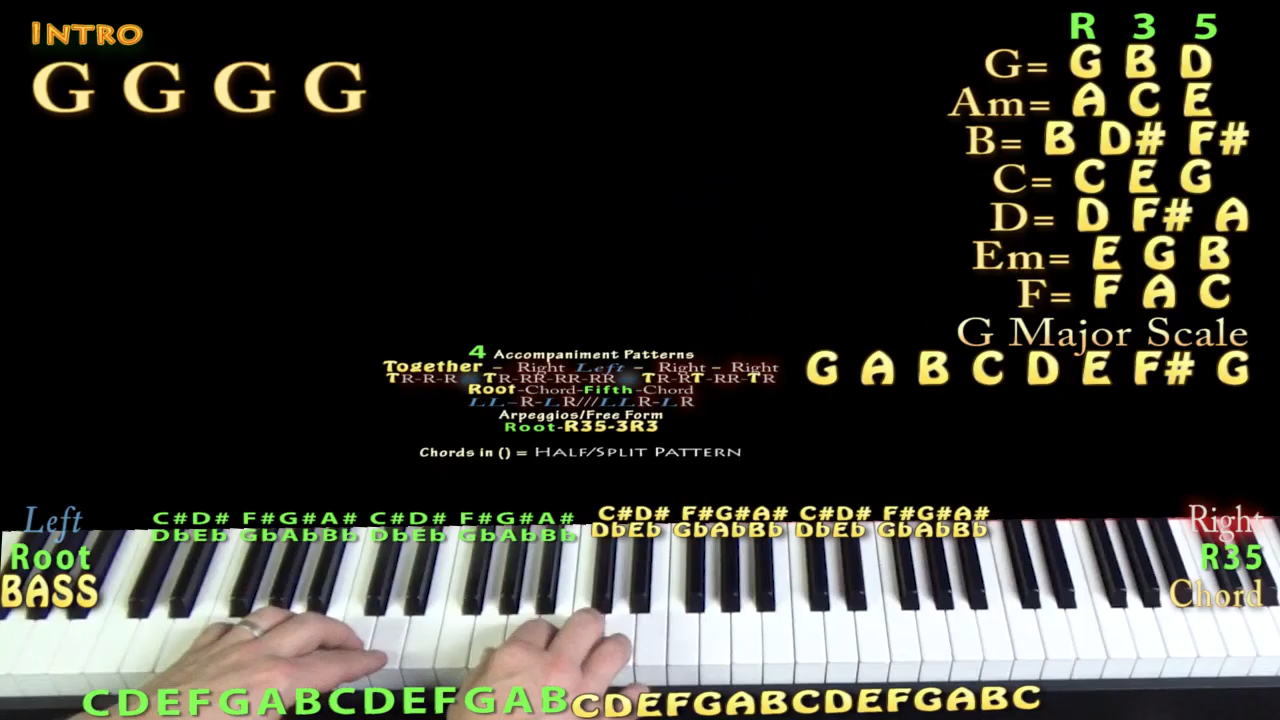 Intro
G G G G
R 3 5
G= G B D
Am= A C E
B= B D# F#
C= C E G
D= D F# A
Em= E G B
F= F A C
G Major Scale
G A B C D E F# G
4 Accompaniment Patterns
Together - Right Left - Right - Right
TR-R-R TR-RR-RR-RR TR-RT-RR-TR
Root-Chord-Fifth-Chord
LL-R-LR///LLR-LR
Arpeggios/Free Form
Root-R35-3R3
Chords in () = Half/Split Pattern
Left
Root
BASS
C#D# F#G#A# C#D# F#G#A# C#D# F#G#A# C#D# F#G#A#
DbEb GbAbBb DbEb GbAbBb DbEb GbAbBb DbEb GbAbBb
Right
R35
Chord
CDEFGABCDEFGABCDEFGABCDEFGABC